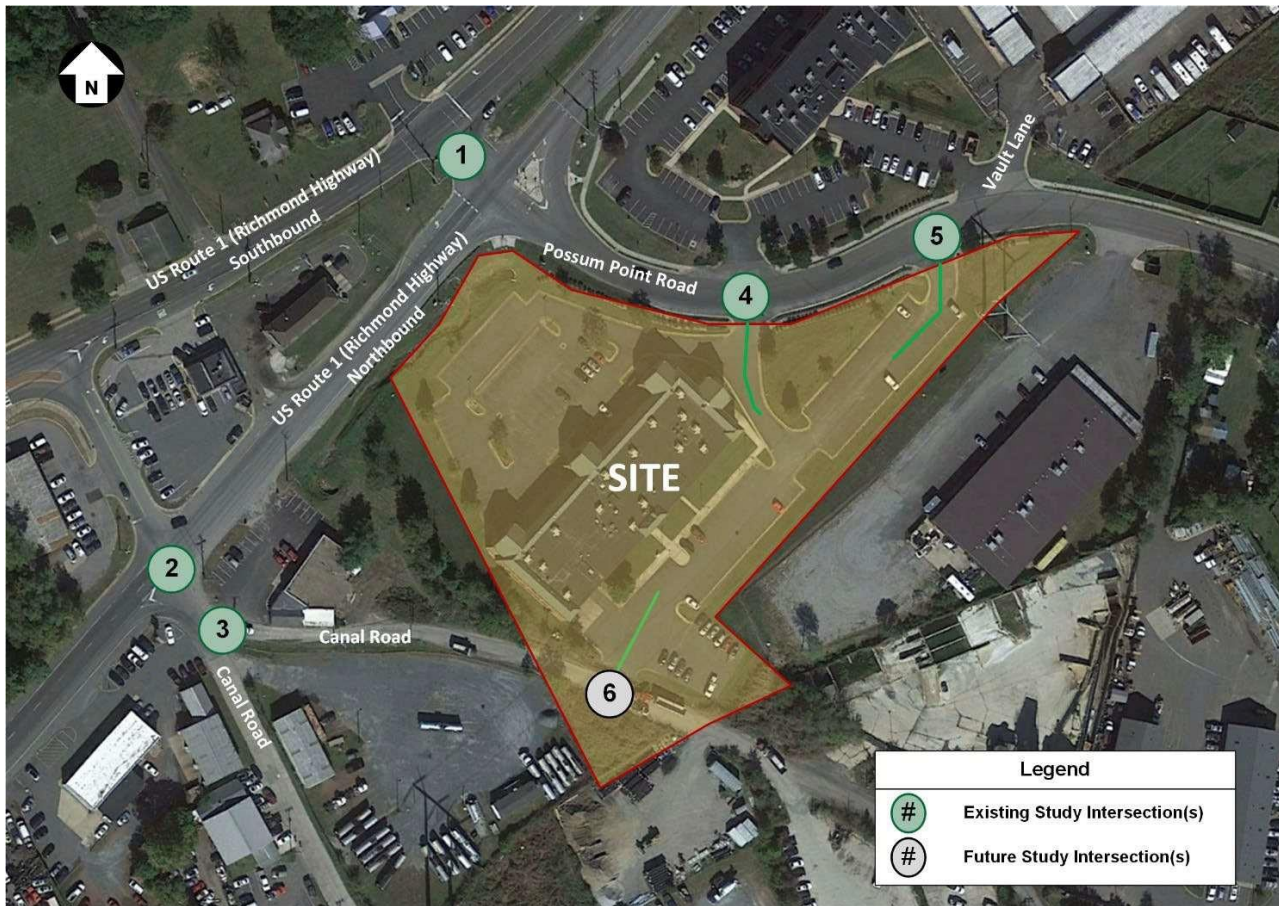 N
1
US Route 1 (Richmond Highway)
Southbound
US Route 1 (Richmond Highway)
Northbound
Possum Point Road
Vault Lane
5
4
SITE
2
3
Canal Road
Canal Road
6
Legend
# Existing Study Intersection(s)
# Future Study Intersection(s)